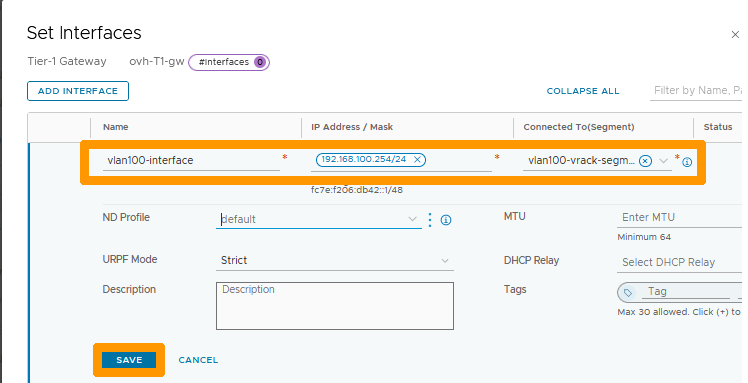 Set Interfaces
Tier-1 Gateway ovh-T1-gw #Interfaces 0
ADD INTERFACE COLLAPSE ALL Filter by Name, Pa
Name IP Address / Mask Connected To(Segment) Status
vlan100-interface * 192.168.100.254/24 * vlan100-vrack-segm... *
fc7e:f206:db42::1/48
ND Profile default MTU Enter MTU
Minimum 64
URPF Mode Strict DHCP Relay Select DHCP Relay
Description Description Tags Tag
Max 30 allowed. Click (+) to
SAVE CANCEL